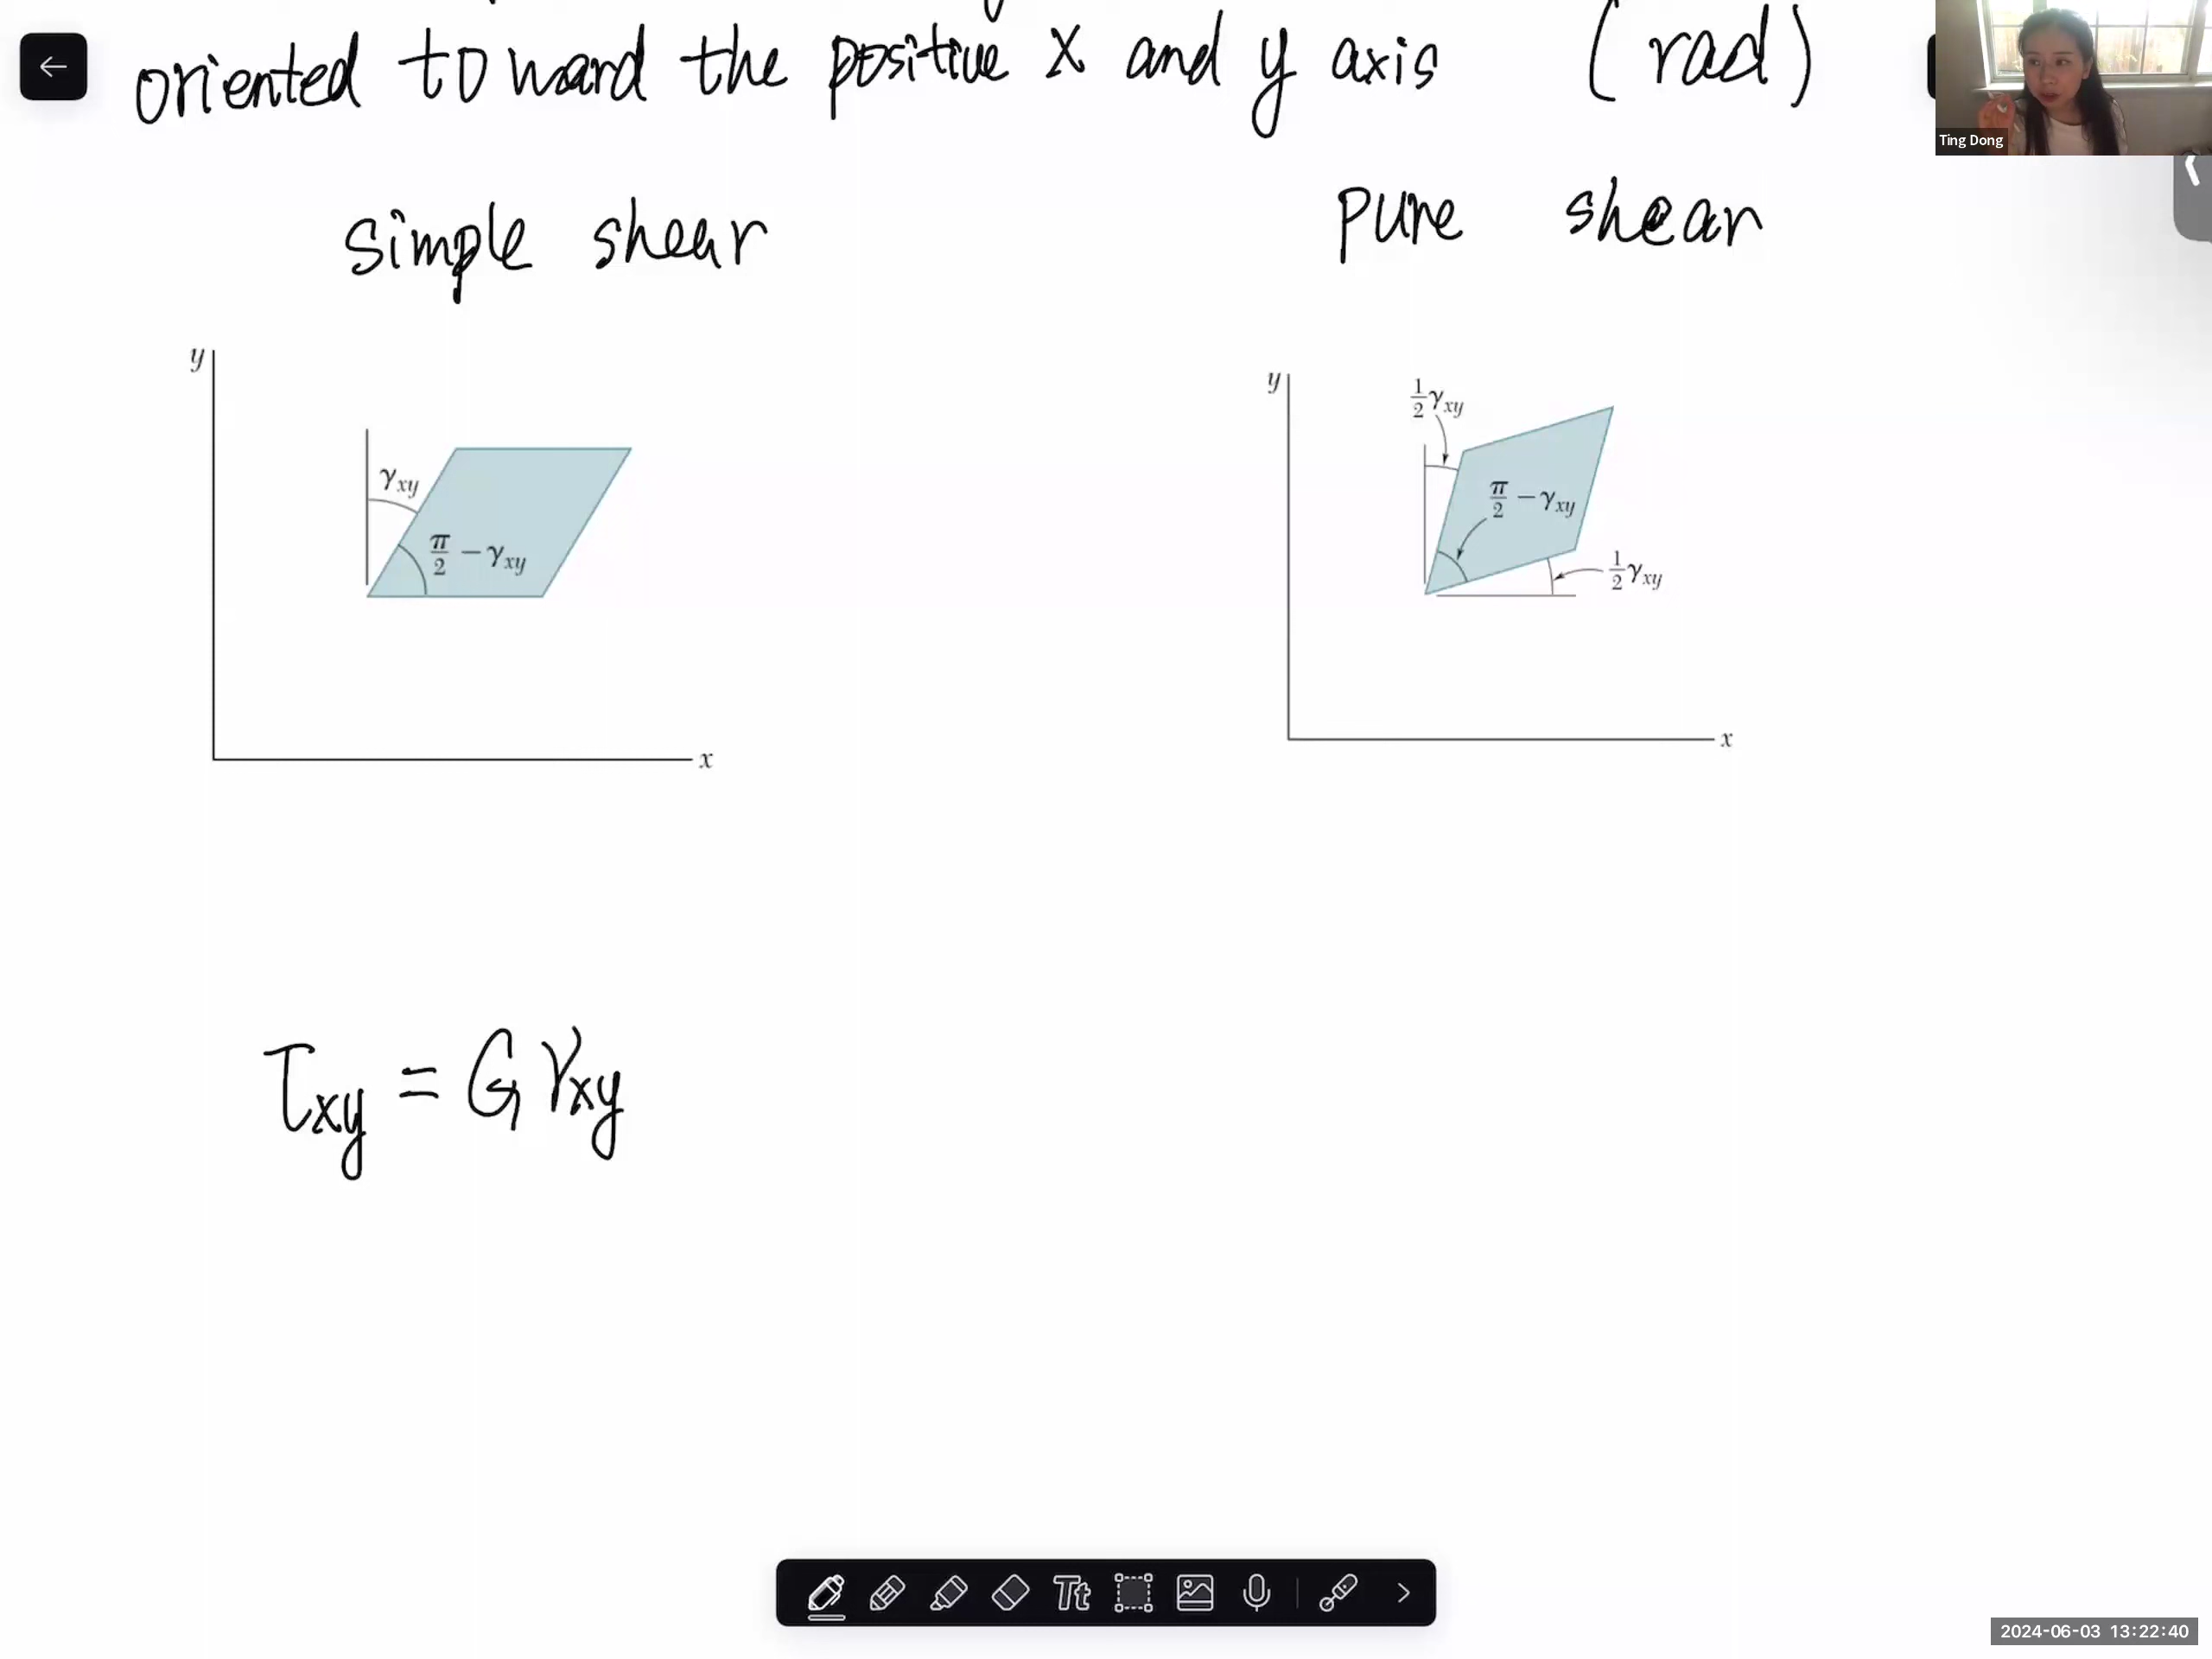 oriented toward the positive x and y axis (rad)
Ting Dong
simple shear
pure shear
y
γxy
π/2 − γxy
x
y
1/2 γxy
π/2 − γxy
1/2 γxy
x
τxy = G γxy
Tt
2024-06-03 13:22:40